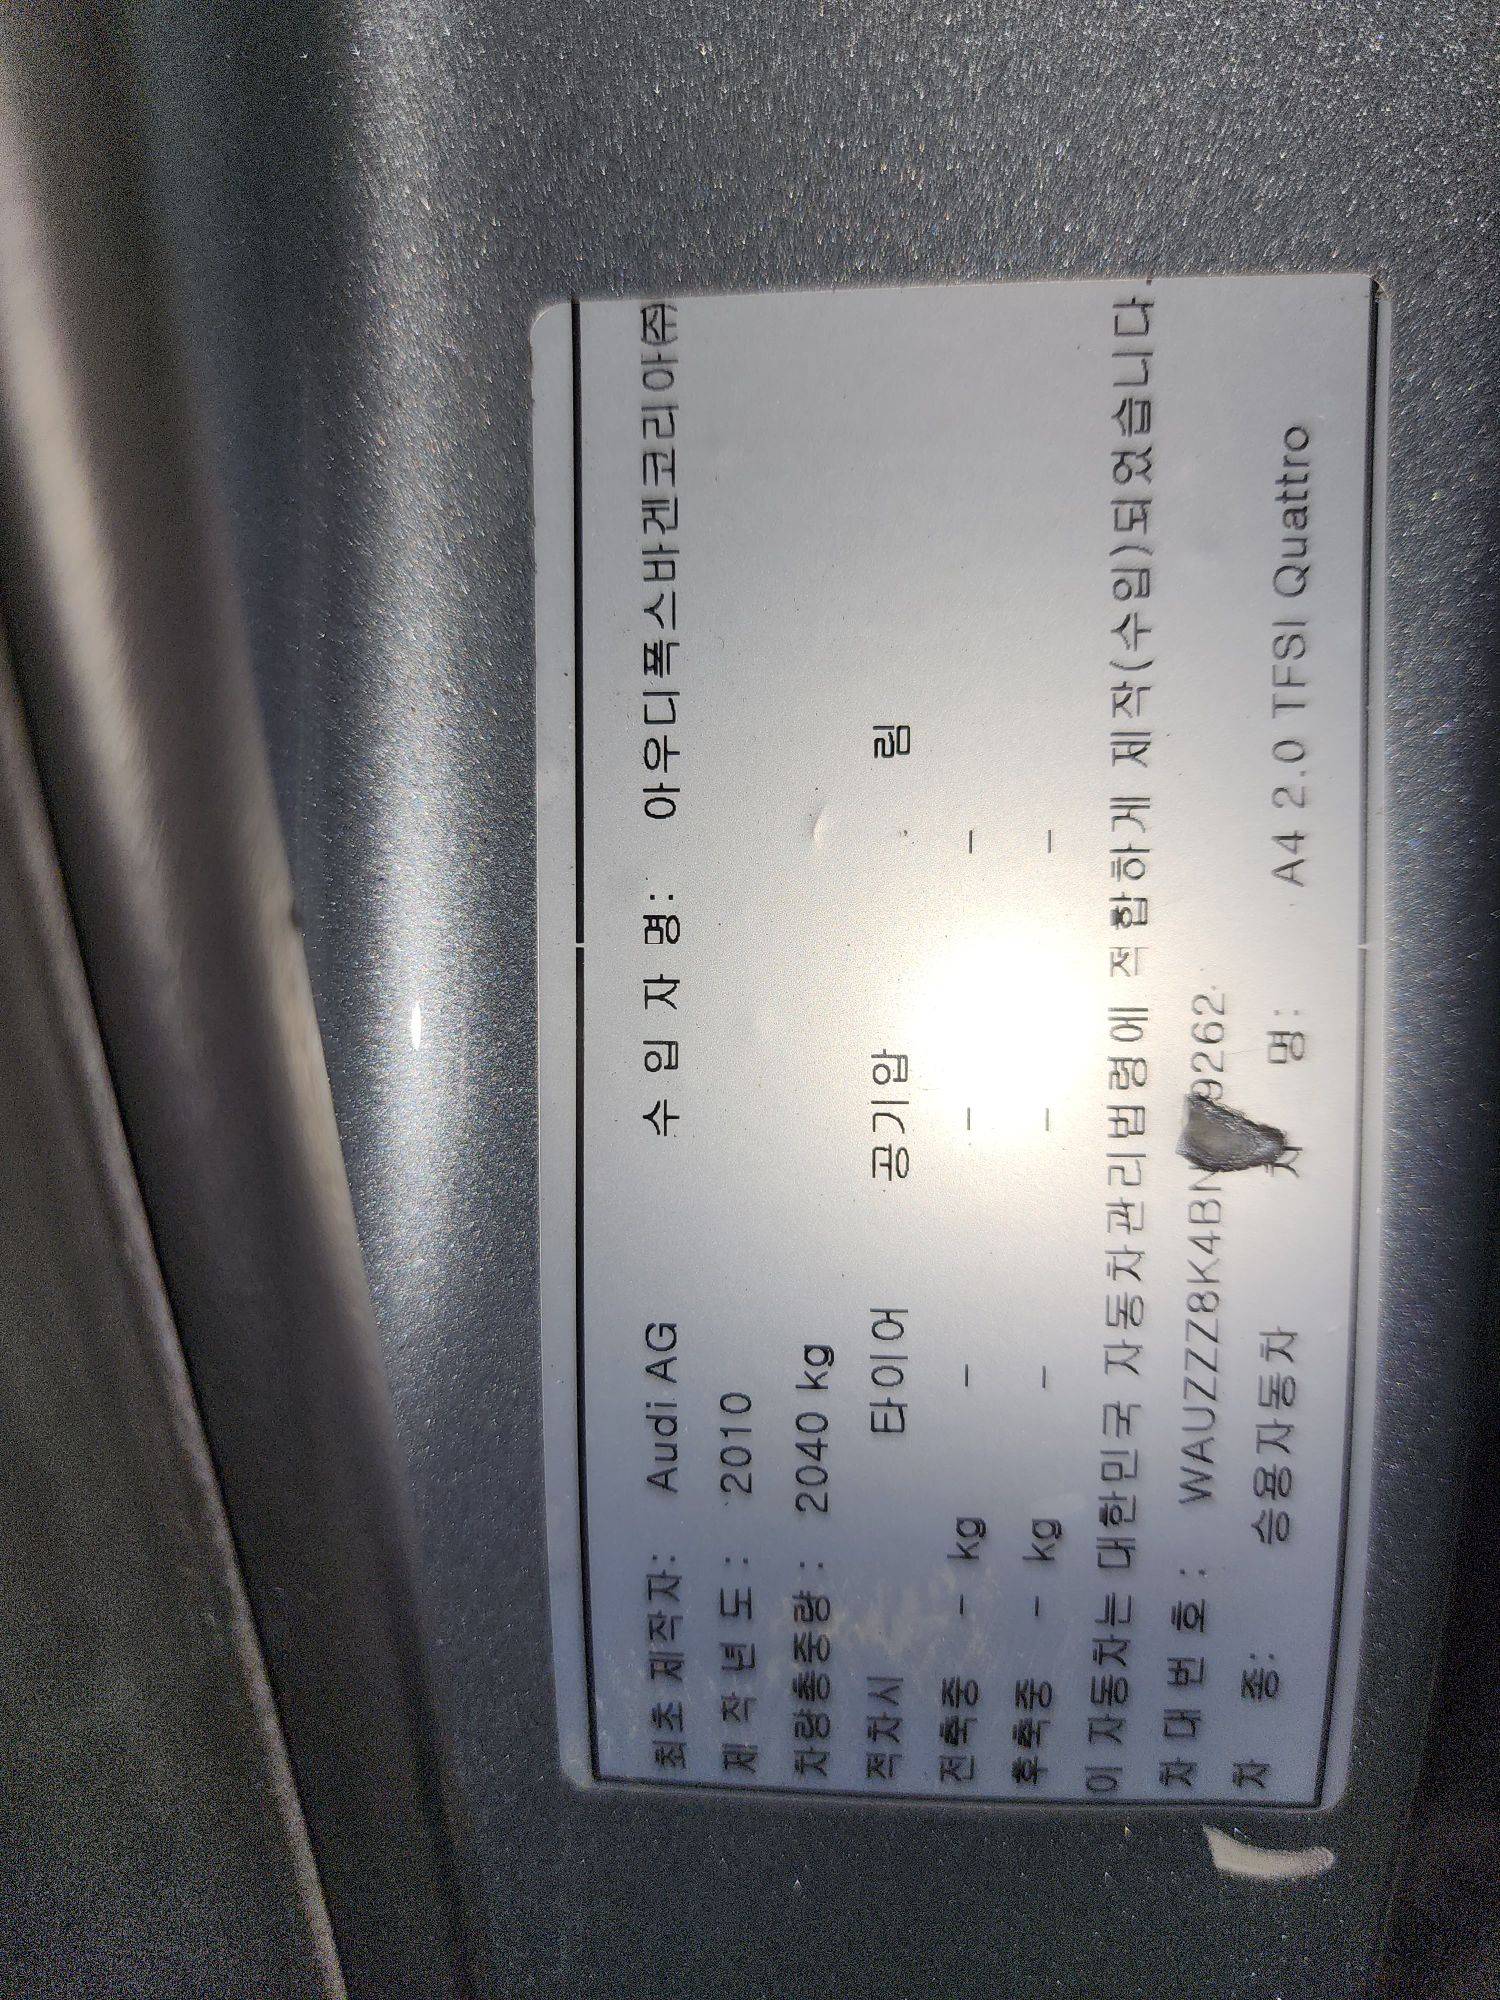 최초 제작자: Audi AG 수 입 자 명: 아우디폭스바겐코리아(주)
제 작 년 도: 2010
차량총중량: 2040 kg
적차시 타이어 공기압 림
전축중 - kg - - -
후축중 - kg - - -
이 자동차는 대한민국 자동차관리법령에 적합하게 제작(수입)되었습니다.
차 대 번 호: WAUZZZ8K4BN 9262
차 종: 승용자동차 차 명: A4 2.0 TFSI Quattro